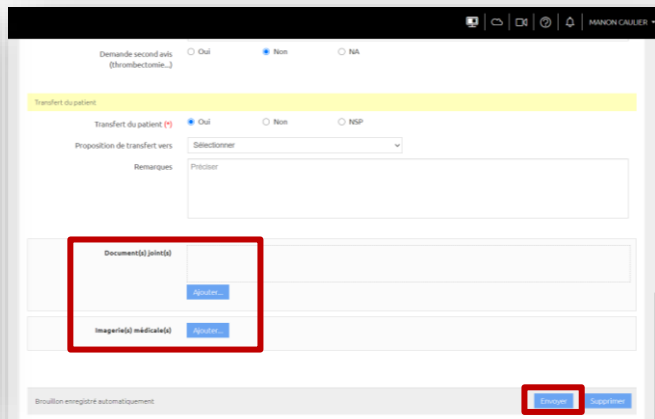 MANON CAULIER
Demande second avis (thrombectomie...) Oui Non NA
Transfert du patient
Transfert du patient (*) Oui Non NSP
Proposition de transfert vers Sélectionner
Remarques Préciser
Document(s) joint(s)
Ajouter...
Imagerie(s) médicale(s) Ajouter...
Brouillon enregistré automatiquement Envoyer Supprimer